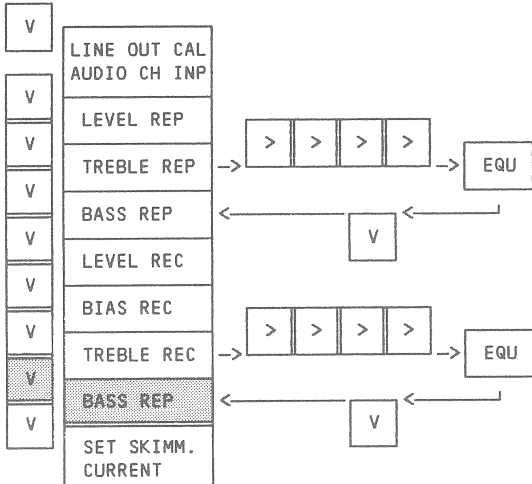 V
LINE OUT CAL
AUDIO CH INP
V
LEVEL REP
V
TREBLE REP -> > > > > -> EQU
V
BASS REP <- V <-
V
LEVEL REC
V
BIAS REC
V
TREBLE REC -> > > > > -> EQU
V
BASS REP <- V <-
V
SET SKIMM.
CURRENT